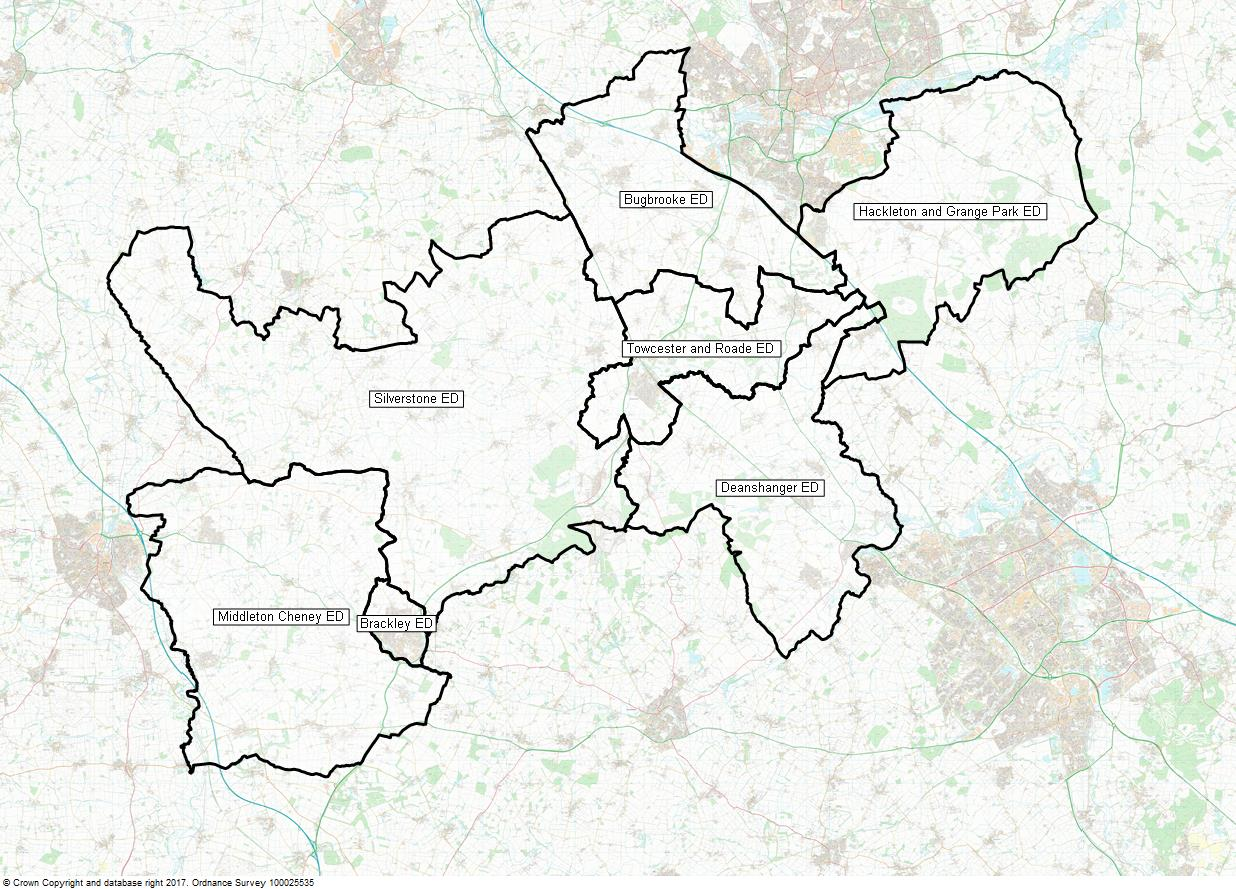 Bugbrooke ED
Hackleton and Grange Park ED
Towcester and Roade ED
Silverstone ED
Deanshanger ED
Middleton Cheney ED
Brackley ED
© Crown Copyright and database right 2017. Ordnance Survey 100025535